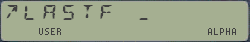 ↗LASTF _
USER ALPHA